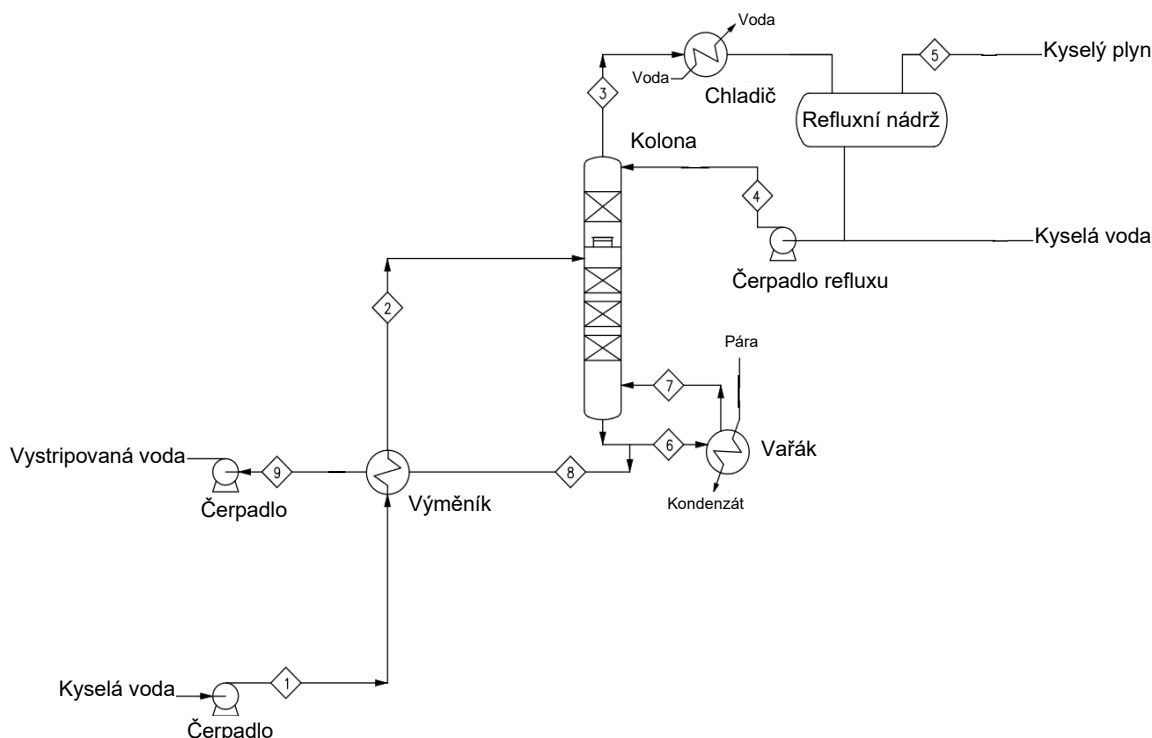 Voda
Voda
Chladič
3
5
Kyselý plyn
Refluxní nádrž
Kolona
4
Kyselá voda
Čerpadlo refluxu
2
Pára
7
Vystripovaná voda
9
Čerpadlo
Výměník
8
6
Vařák
Kondenzát
Kyselá voda
1
Čerpadlo